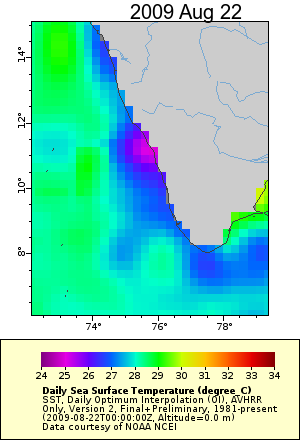 2009 Aug 22
14°
12°
10°
8°
74° 76° 78°
24 25 26 27 28 29 30 31 32 33 34
Daily Sea Surface Temperature (degree_C)
SST, Daily Optimum Interpolation (OI), AVHRR
Only, Version 2, Final+Preliminary, 1981-present
(2009-08-22T00:00:00Z, Altitude=0.0 m)
Data courtesy of NOAA NCEI